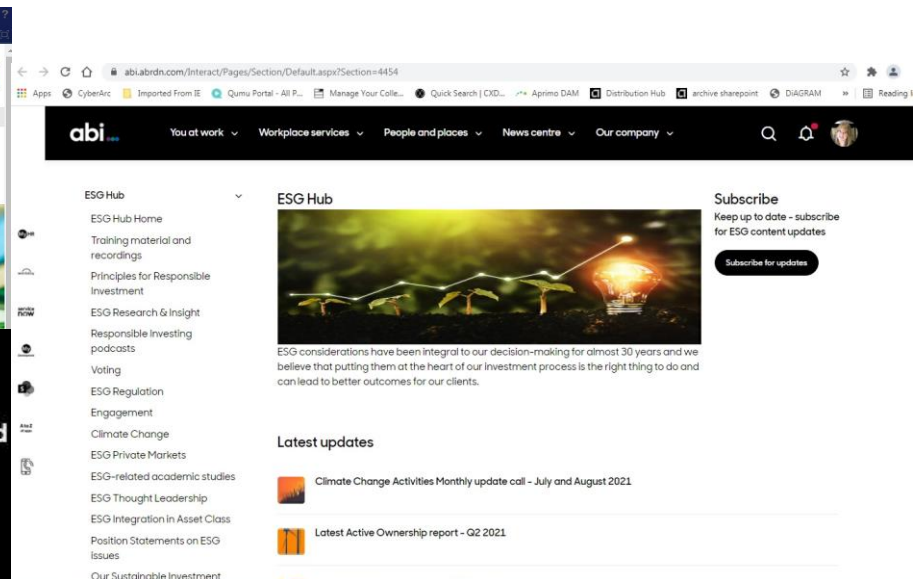 ?
abi.abrdn.com/Interact/Pages/Section/Default.aspx?Section=4454
Apps CyberArc Imported From IE Qumu Portal - All P... Manage Your Colle... Quick Search | CXD... Aprimo DAM Distribution Hub archive sharepoint DiAGRAM » Reading l
abi
You at work Workplace services People and places News centre Our company
ESG Hub
ESG Hub Home
Training material and
recordings
Principles for Responsible
Investment
ESG Research & Insight
Responsible Investing
podcasts
Voting
ESG Regulation
Engagement
Climate Change
ESG Private Markets
ESG-related academic studies
ESG Thought Leadership
ESG Integration in Asset Class
Position Statements on ESG
issues
Our Sustainable Investment
HR
service
now
A to Z
d
ESG Hub
ESG considerations have been integral to our decision-making for almost 30 years and we
believe that putting them at the heart of our investment process is the right thing to do and
can lead to better outcomes for our clients.
Latest updates
Climate Change Activities Monthly update call - July and August 2021
Latest Active Ownership report - Q2 2021
Subscribe
Keep up to date - subscribe
for ESG content updates
Subscribe for updates